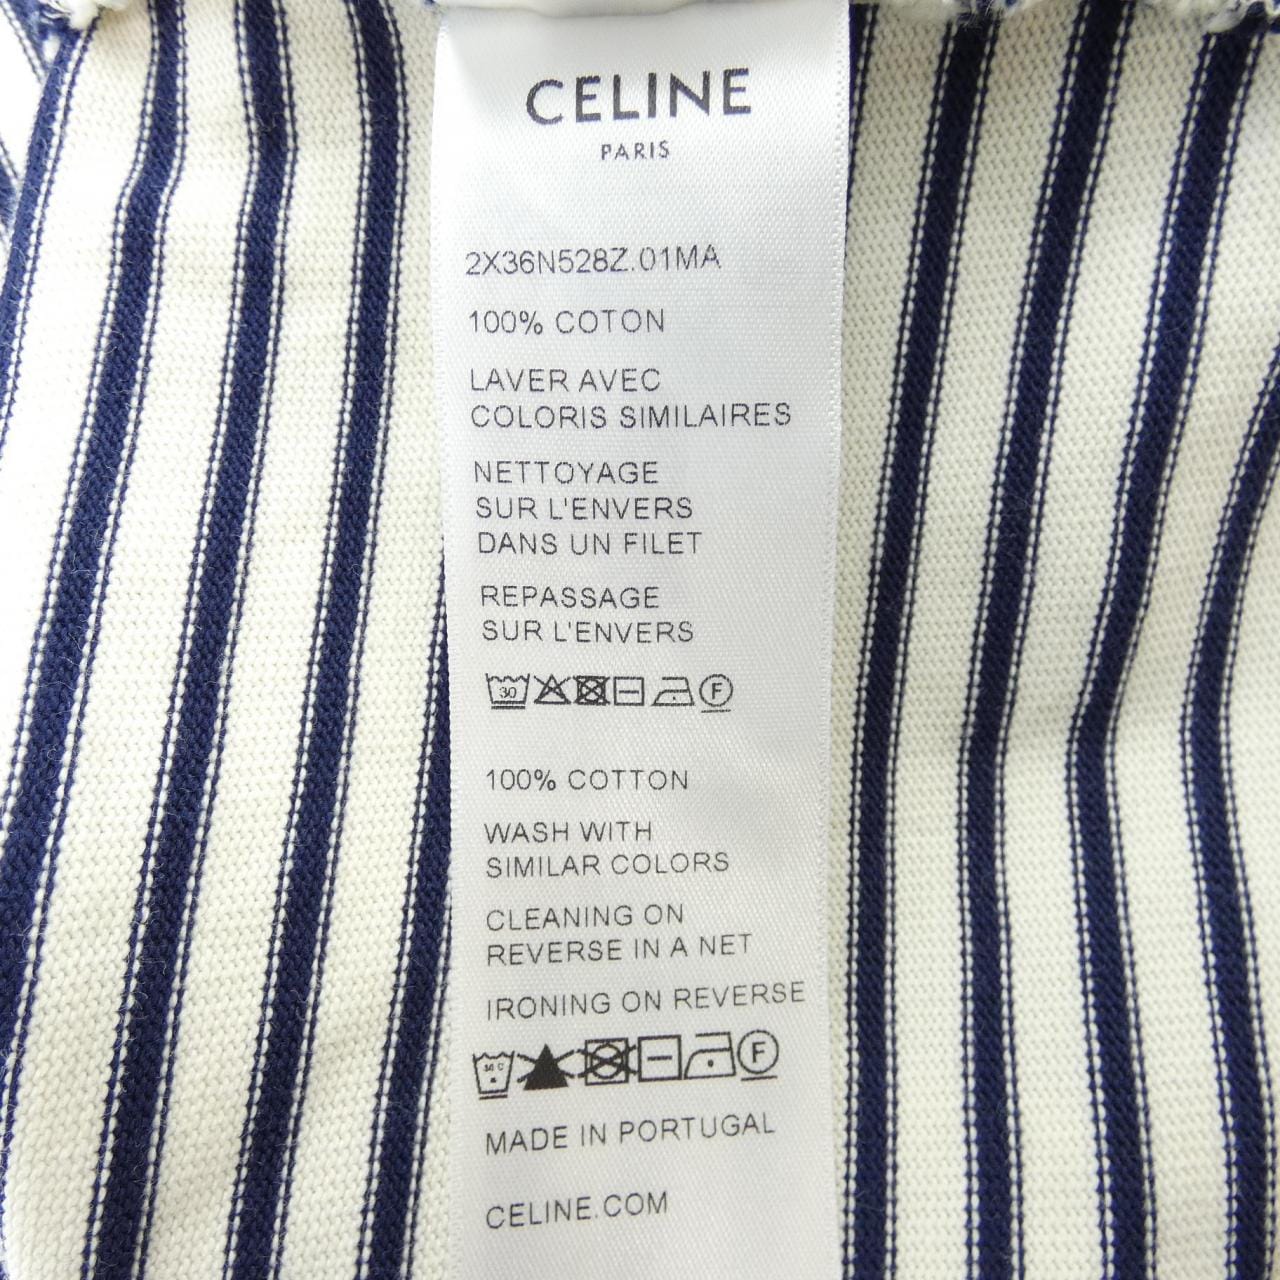 CELINE
PARIS
2X36N528Z.01MA
100% COTON
LAVER AVEC
COLORIS SIMILAIRES
NETTOYAGE
SUR L'ENVERS
DANS UN FILET
REPASSAGE
SUR L'ENVERS
30 F
100% COTTON
WASH WITH
SIMILAR COLORS
CLEANING ON
REVERSE IN A NET
IRONING ON REVERSE
F
MADE IN PORTUGAL
CELINE.COM